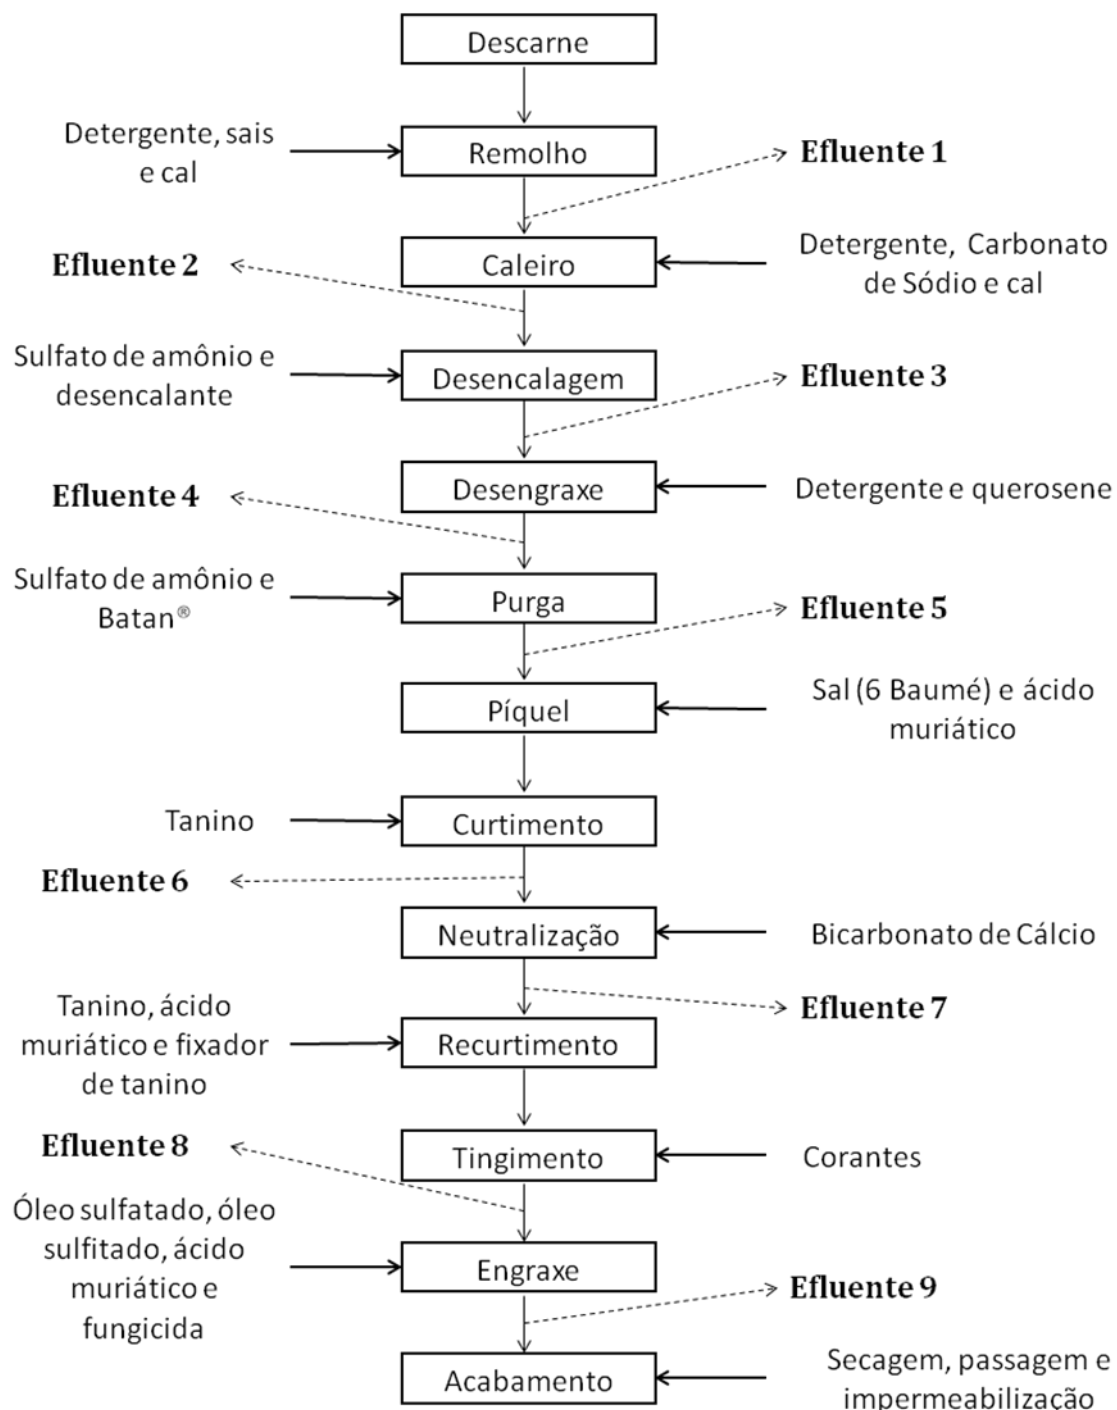 Descarne
Detergente, sais
e cal
Remolho
Efluente 1
Efluente 2
Caleiro
Detergente, Carbonato
de Sódio e cal
Sulfato de amônio e
desencalante
Desencalagem
Efluente 3
Efluente 4
Desengraxe
Detergente e querosene
Sulfato de amônio e
Batan®
Purga
Efluente 5
Píquel
Sal (6 Baumé) e ácido
muriático
Tanino
Curtimento
Efluente 6
Neutralização
Bicarbonato de Cálcio
Tanino, ácido
muriático e fixador
de tanino
Recurtimento
Efluente 7
Efluente 8
Tingimento
Corantes
Óleo sulfatado, óleo
sulfitado, ácido
muriático e
fungicida
Engraxe
Efluente 9
Acabamento
Secagem, passagem e
impermeabilização